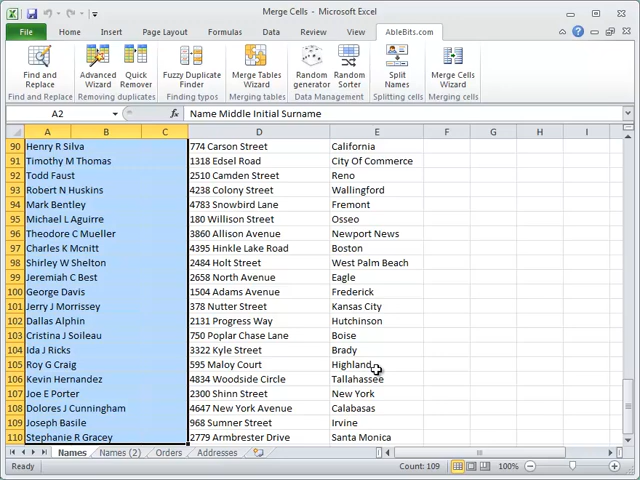 Merge Cells - Microsoft Excel
File Home Insert Page Layout Formulas Data Review View AbleBits.com
Find and Replace
Advanced Wizard
Quick Remover
Fuzzy Duplicate Finder
Merge Tables Wizard
Random generator
Random Sorter
Split Names
Merge Cells Wizard
Find and Replace Removing duplicates Finding typos Merging tables Data Management Splitting cells Merging cells
A2 fx Name Middle Initial Surname
A B C D E F G H I
90 Henry R Silva 774 Carson Street California
91 Timothy M Thomas 1318 Edsel Road City Of Commerce
92 Todd Faust 2510 Camden Street Reno
93 Robert N Huskins 4238 Colony Street Wallingford
94 Mark Bentley 4783 Snowbird Lane Fremont
95 Michael L Aguirre 180 Willison Street Osseo
96 Theodore C Mueller 3860 Allison Avenue Newport News
97 Charles K Mcnitt 4395 Hinkle Lake Road Boston
98 Shirley W Shelton 2484 Holt Street West Palm Beach
99 Jeremiah C Best 2658 North Avenue Eagle
100 George Davis 1504 Adams Avenue Frederick
101 Jerry J Morrissey 378 Nutter Street Kansas City
102 Dallas Alphin 2131 Progress Way Hutchinson
103 Cristina J Soileau 750 Poplar Chase Lane Boise
104 Ida J Ricks 3322 Kyle Street Brady
105 Roy G Craig 595 Maloy Court Highland
106 Kevin Hernandez 4834 Woodside Circle Tallahassee
107 Joe E Porter 2300 Shinn Street New York
108 Dolores J Cunningham 4647 New York Avenue Calabasas
109 Joseph Basile 968 Sumner Street Irvine
110 Stephanie R Gracey 2779 Armbrester Drive Santa Monica
Names Names (2) Orders Addresses
Ready Count: 109 100%